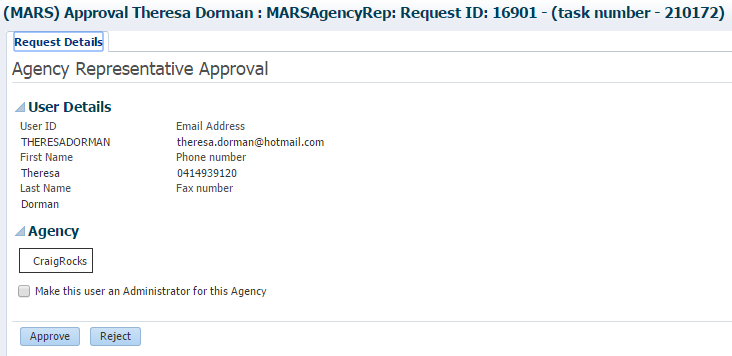 (MARS) Approval Theresa Dorman : MARSAgencyRep: Request ID: 16901 - (task number - 210172)
Request Details
Agency Representative Approval
User Details
User ID Email Address
THERESADORMAN theresa.dorman@hotmail.com
First Name Phone number
Theresa 0414939120
Last Name Fax number
Dorman
Agency
CraigRocks
Make this user an Administrator for this Agency
Approve Reject